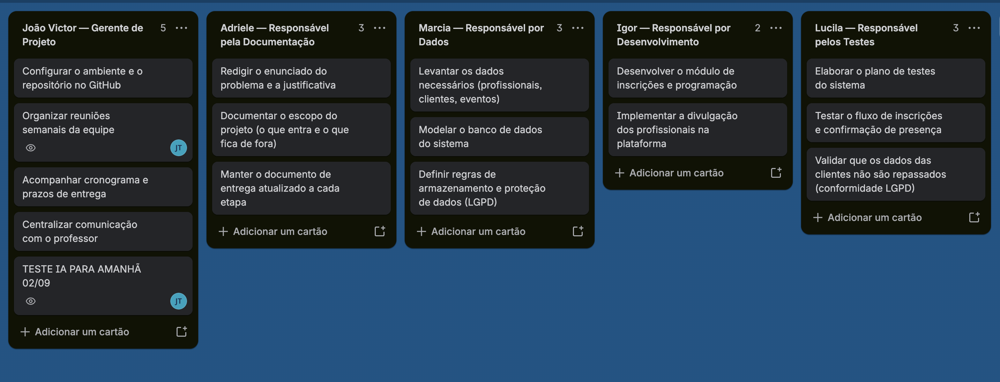 João Victor — Gerente de
Projeto
5
Configurar o ambiente e o
repositório no GitHub
Organizar reuniões
semanais da equipe
JT
Acompanhar cronograma e
prazos de entrega
Centralizar comunicação
com o professor
TESTE IA PARA AMANHÃ
02/09
JT
Adicionar um cartão
Adriele — Responsável
pela Documentação
3
Redigir o enunciado do
problema e a justificativa
Documentar o escopo do
projeto (o que entra e o que
fica de fora)
Manter o documento de
entrega atualizado a cada
etapa
Adicionar um cartão
Marcia — Responsável por
Dados
3
Levantar os dados
necessários (profissionais,
clientes, eventos)
Modelar o banco de dados
do sistema
Definir regras de
armazenamento e proteção
de dados (LGPD)
Adicionar um cartão
Igor — Responsável por
Desenvolvimento
2
Desenvolver o módulo de
inscrições e programação
Implementar a divulgação
dos profissionais na
plataforma
Adicionar um cartão
Lucila — Responsável
pelos Testes
3
Elaborar o plano de testes
do sistema
Testar o fluxo de inscrições
e confirmação de presença
Validar que os dados das
clientes não são repassados
(conformidade LGPD)
Adicionar um cartão